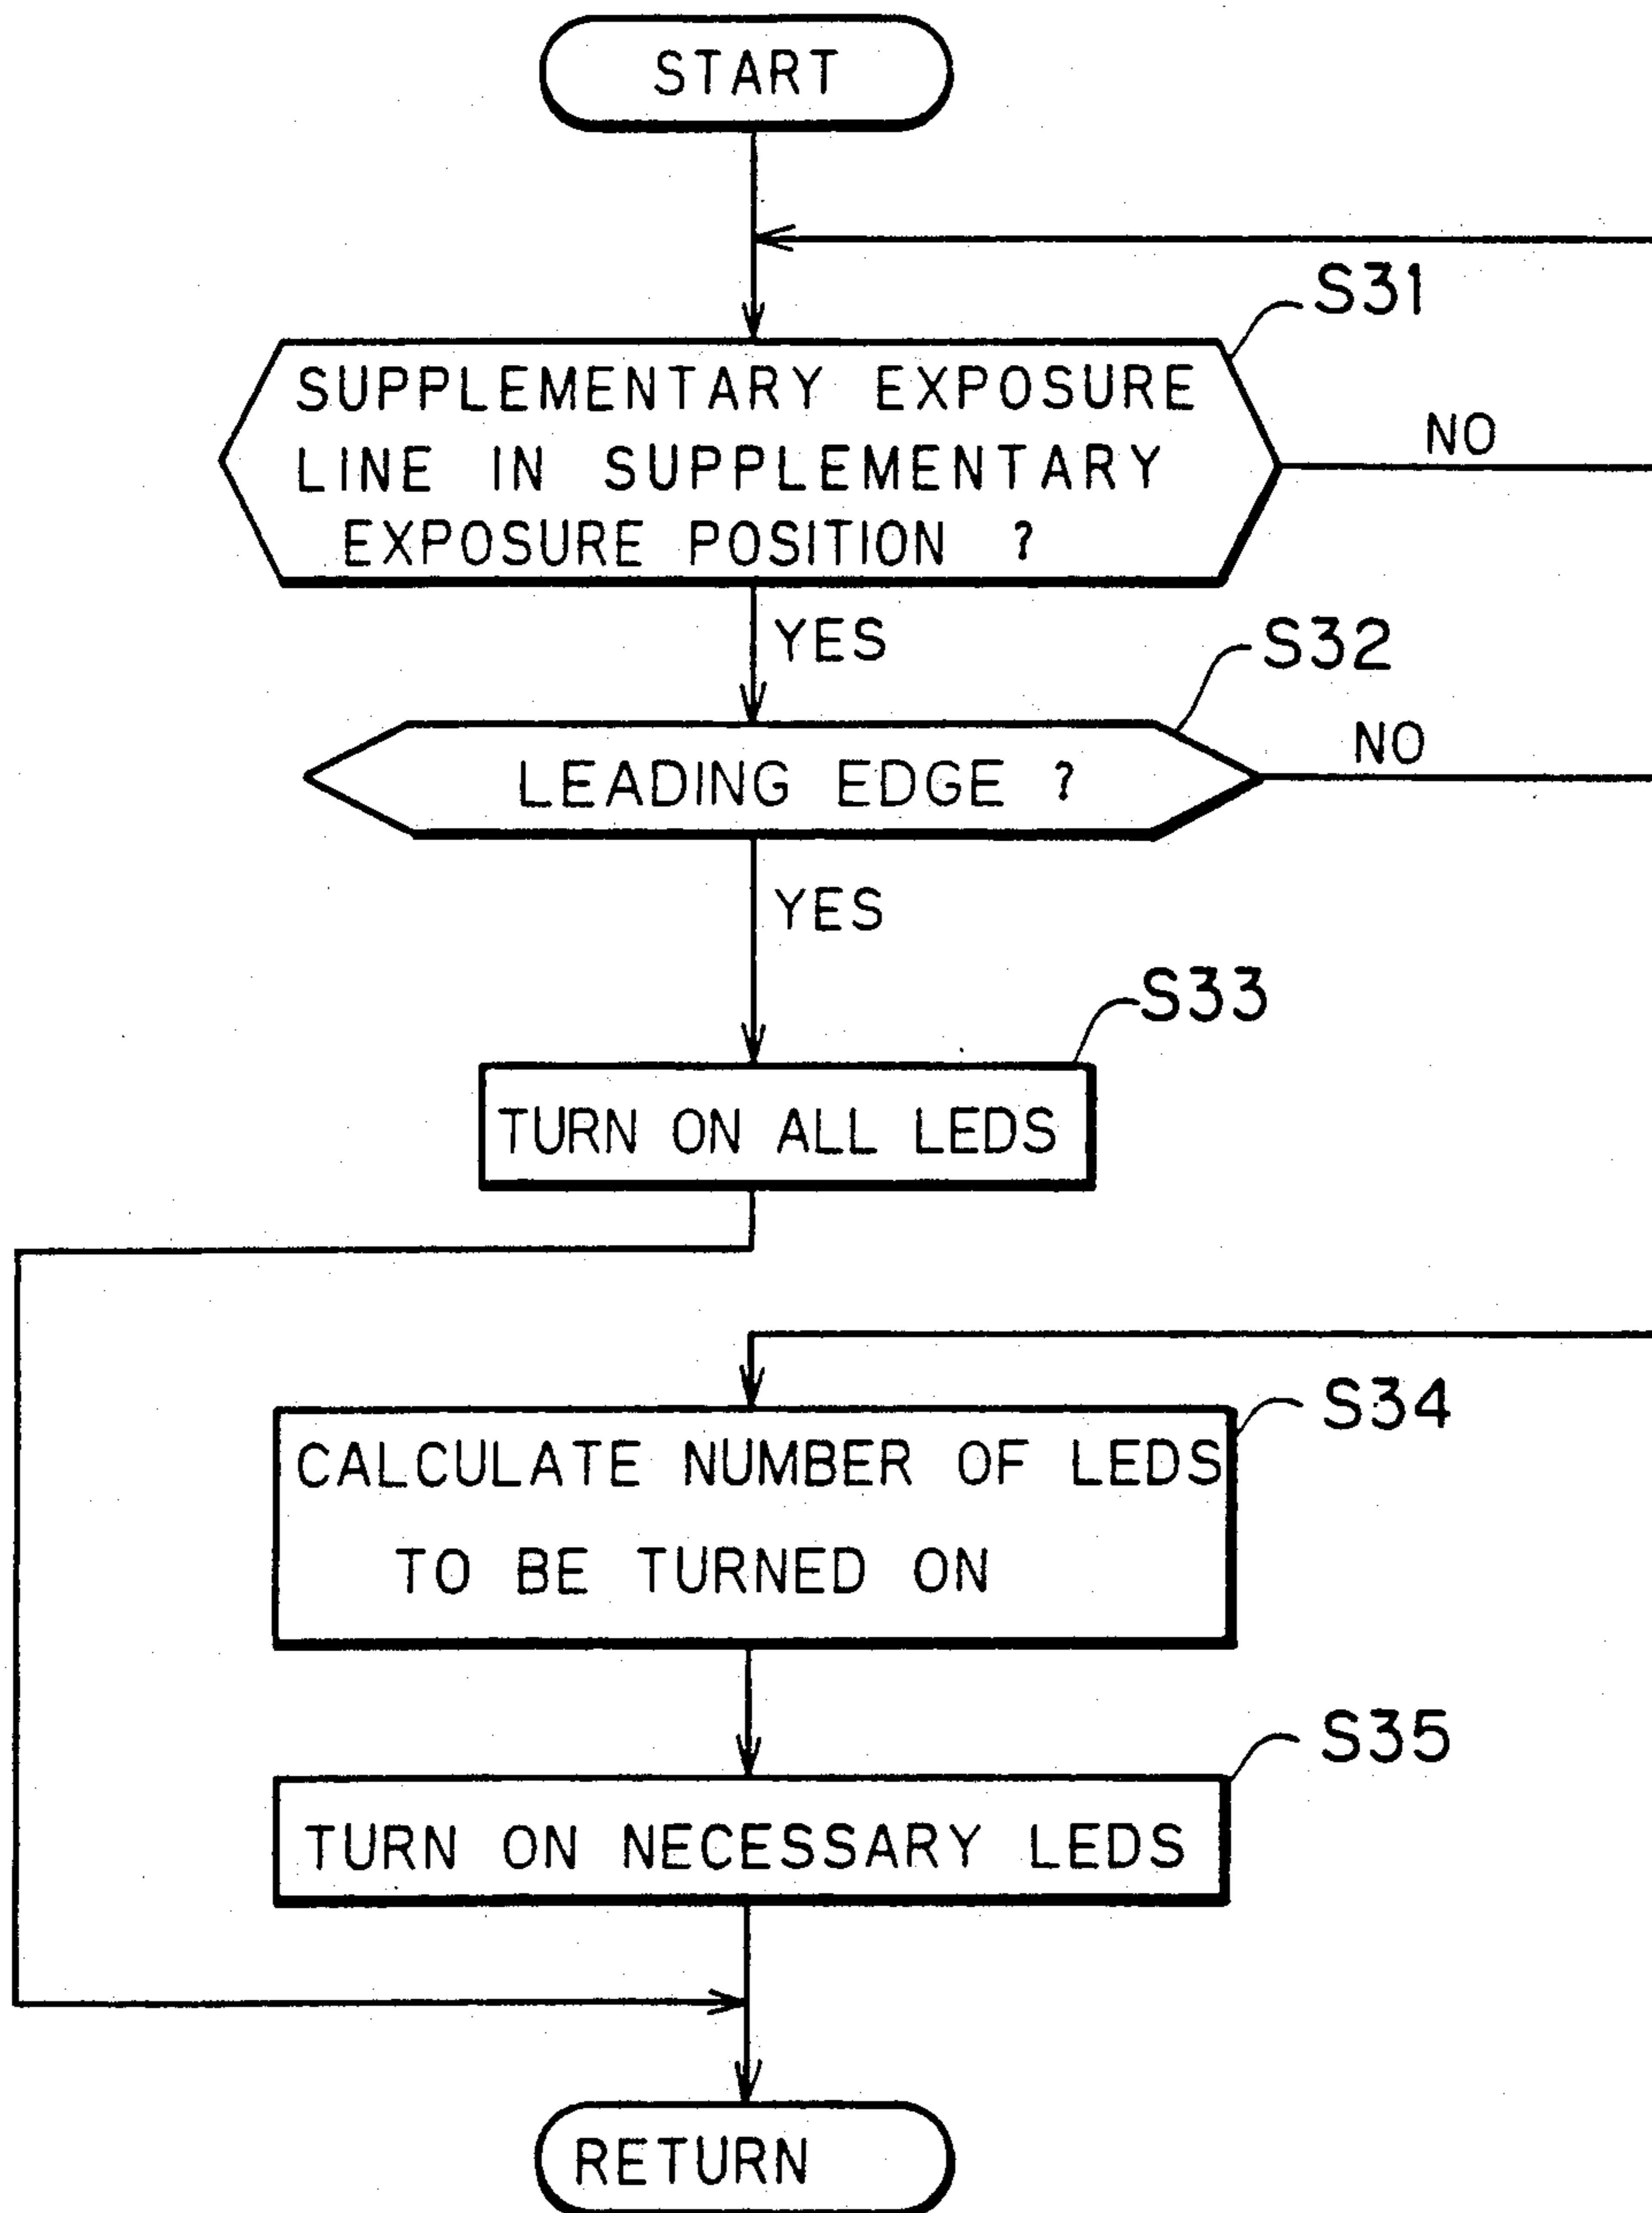 START
S31
SUPPLEMENTARY EXPOSURE
LINE IN SUPPLEMENTARY
EXPOSURE POSITION ?
NO
YES
S32
LEADING EDGE ?
NO
YES
S33
TURN ON ALL LEDS
S34
CALCULATE NUMBER OF LEDS
TO BE TURNED ON
S35
TURN ON NECESSARY LEDS
RETURN